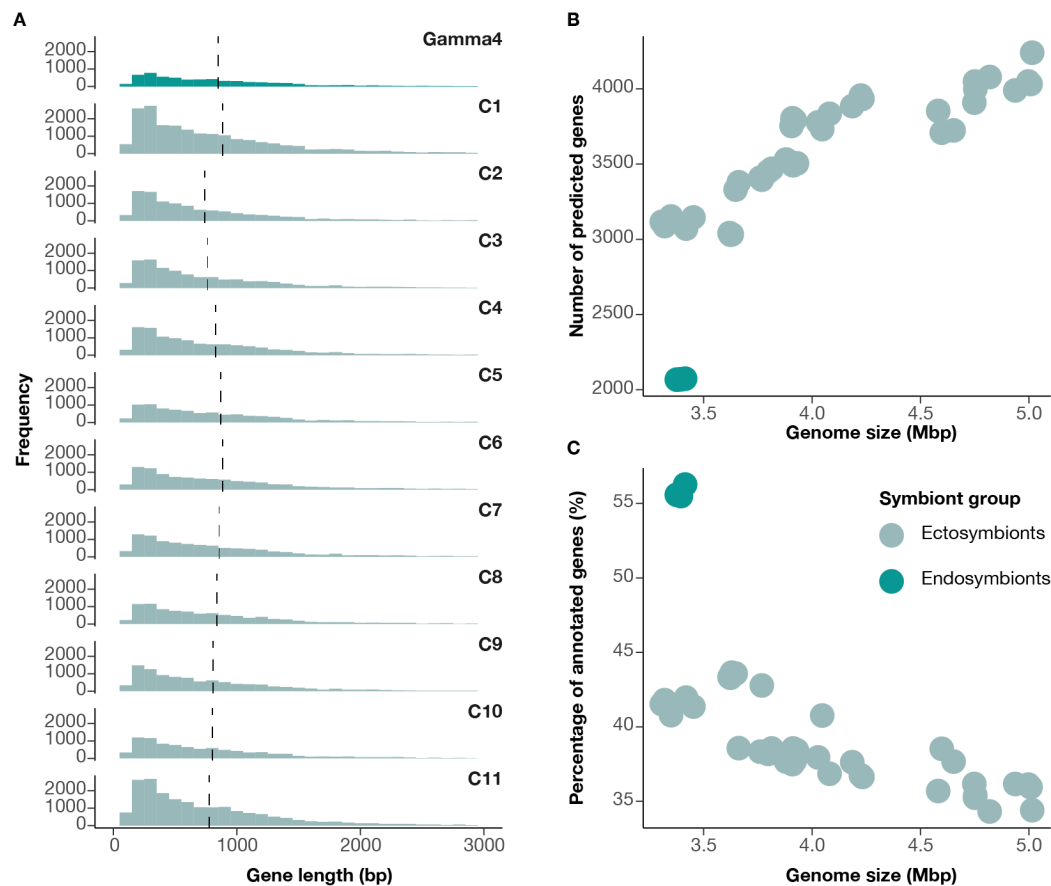 A
Gamma4
2000
1000
0
C1
2000
1000
0
C2
2000
1000
0
C3
2000
1000
0
C4
2000
1000
0
C5
2000
1000
0
C6
2000
1000
0
C7
2000
1000
0
C8
2000
1000
0
C9
2000
1000
0
C10
2000
1000
0
C11
2000
1000
0
Frequency
0 1000 2000 3000
Gene length (bp)
B
Number of predicted genes
4000
3500
3000
2500
2000
3.5 4.0 4.5 5.0
Genome size (Mbp)
C
Percentage of annotated genes (%)
55
50
45
40
35
Symbiont group
Ectosymbionts
Endosymbionts
3.5 4.0 4.5 5.0
Genome size (Mbp)